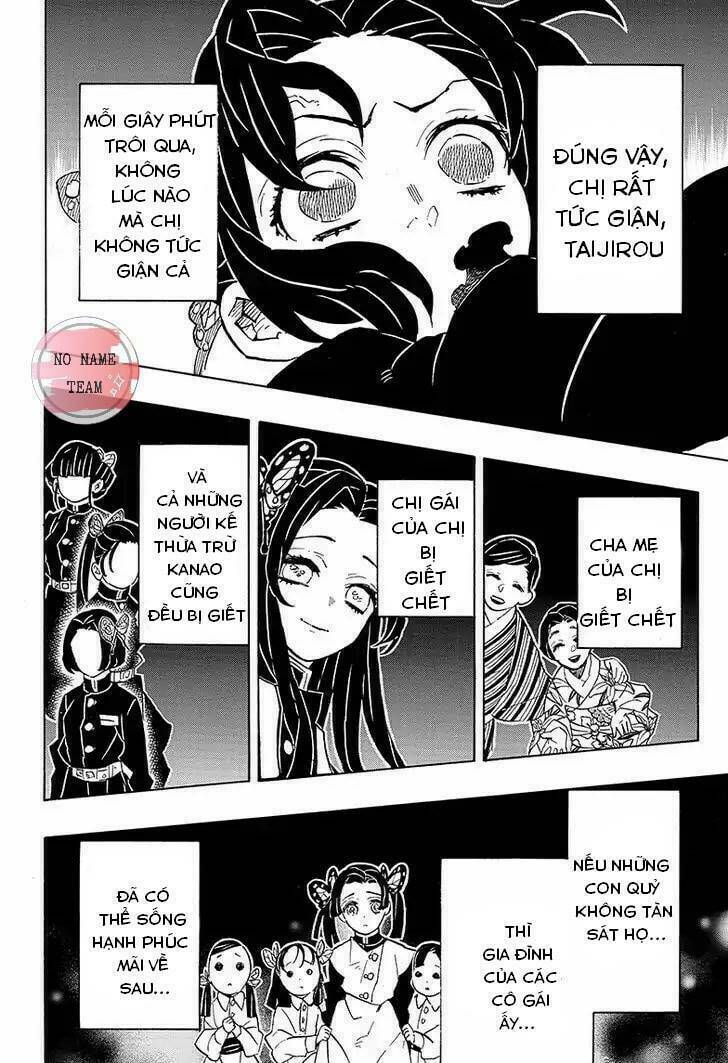 ĐÚNG VẬY,
CHỊ RẤT
TỨC GIẬN,
TAIJIROU
MỖI GIÂY PHÚT
TRÔI QUA,
KHÔNG
LÚC NÀO
MÀ CHỊ
KHÔNG TỨC
GIẬN CẢ
NO NAME
TEAM
CHA MẸ
CỦA CHỊ
BỊ
GIẾT CHẾT
CHỊ GÁI
CỦA CHỊ
BỊ
GIẾT
CHẾT
VÀ
CẢ NHỮNG
NGƯỜI KẾ
THỪA TRỪ
KANAO
CŨNG
ĐỀU BỊ GIẾT
NẾU NHỮNG
CON QUỶ
KHÔNG TÀN
SÁT HỌ...
THÌ
GIA ĐÌNH
CỦA CÁC
CÔ GÁI
ẤY...
ĐÃ CÓ
THỂ SỐNG
HẠNH PHÚC
MÃI VỀ
SAU...